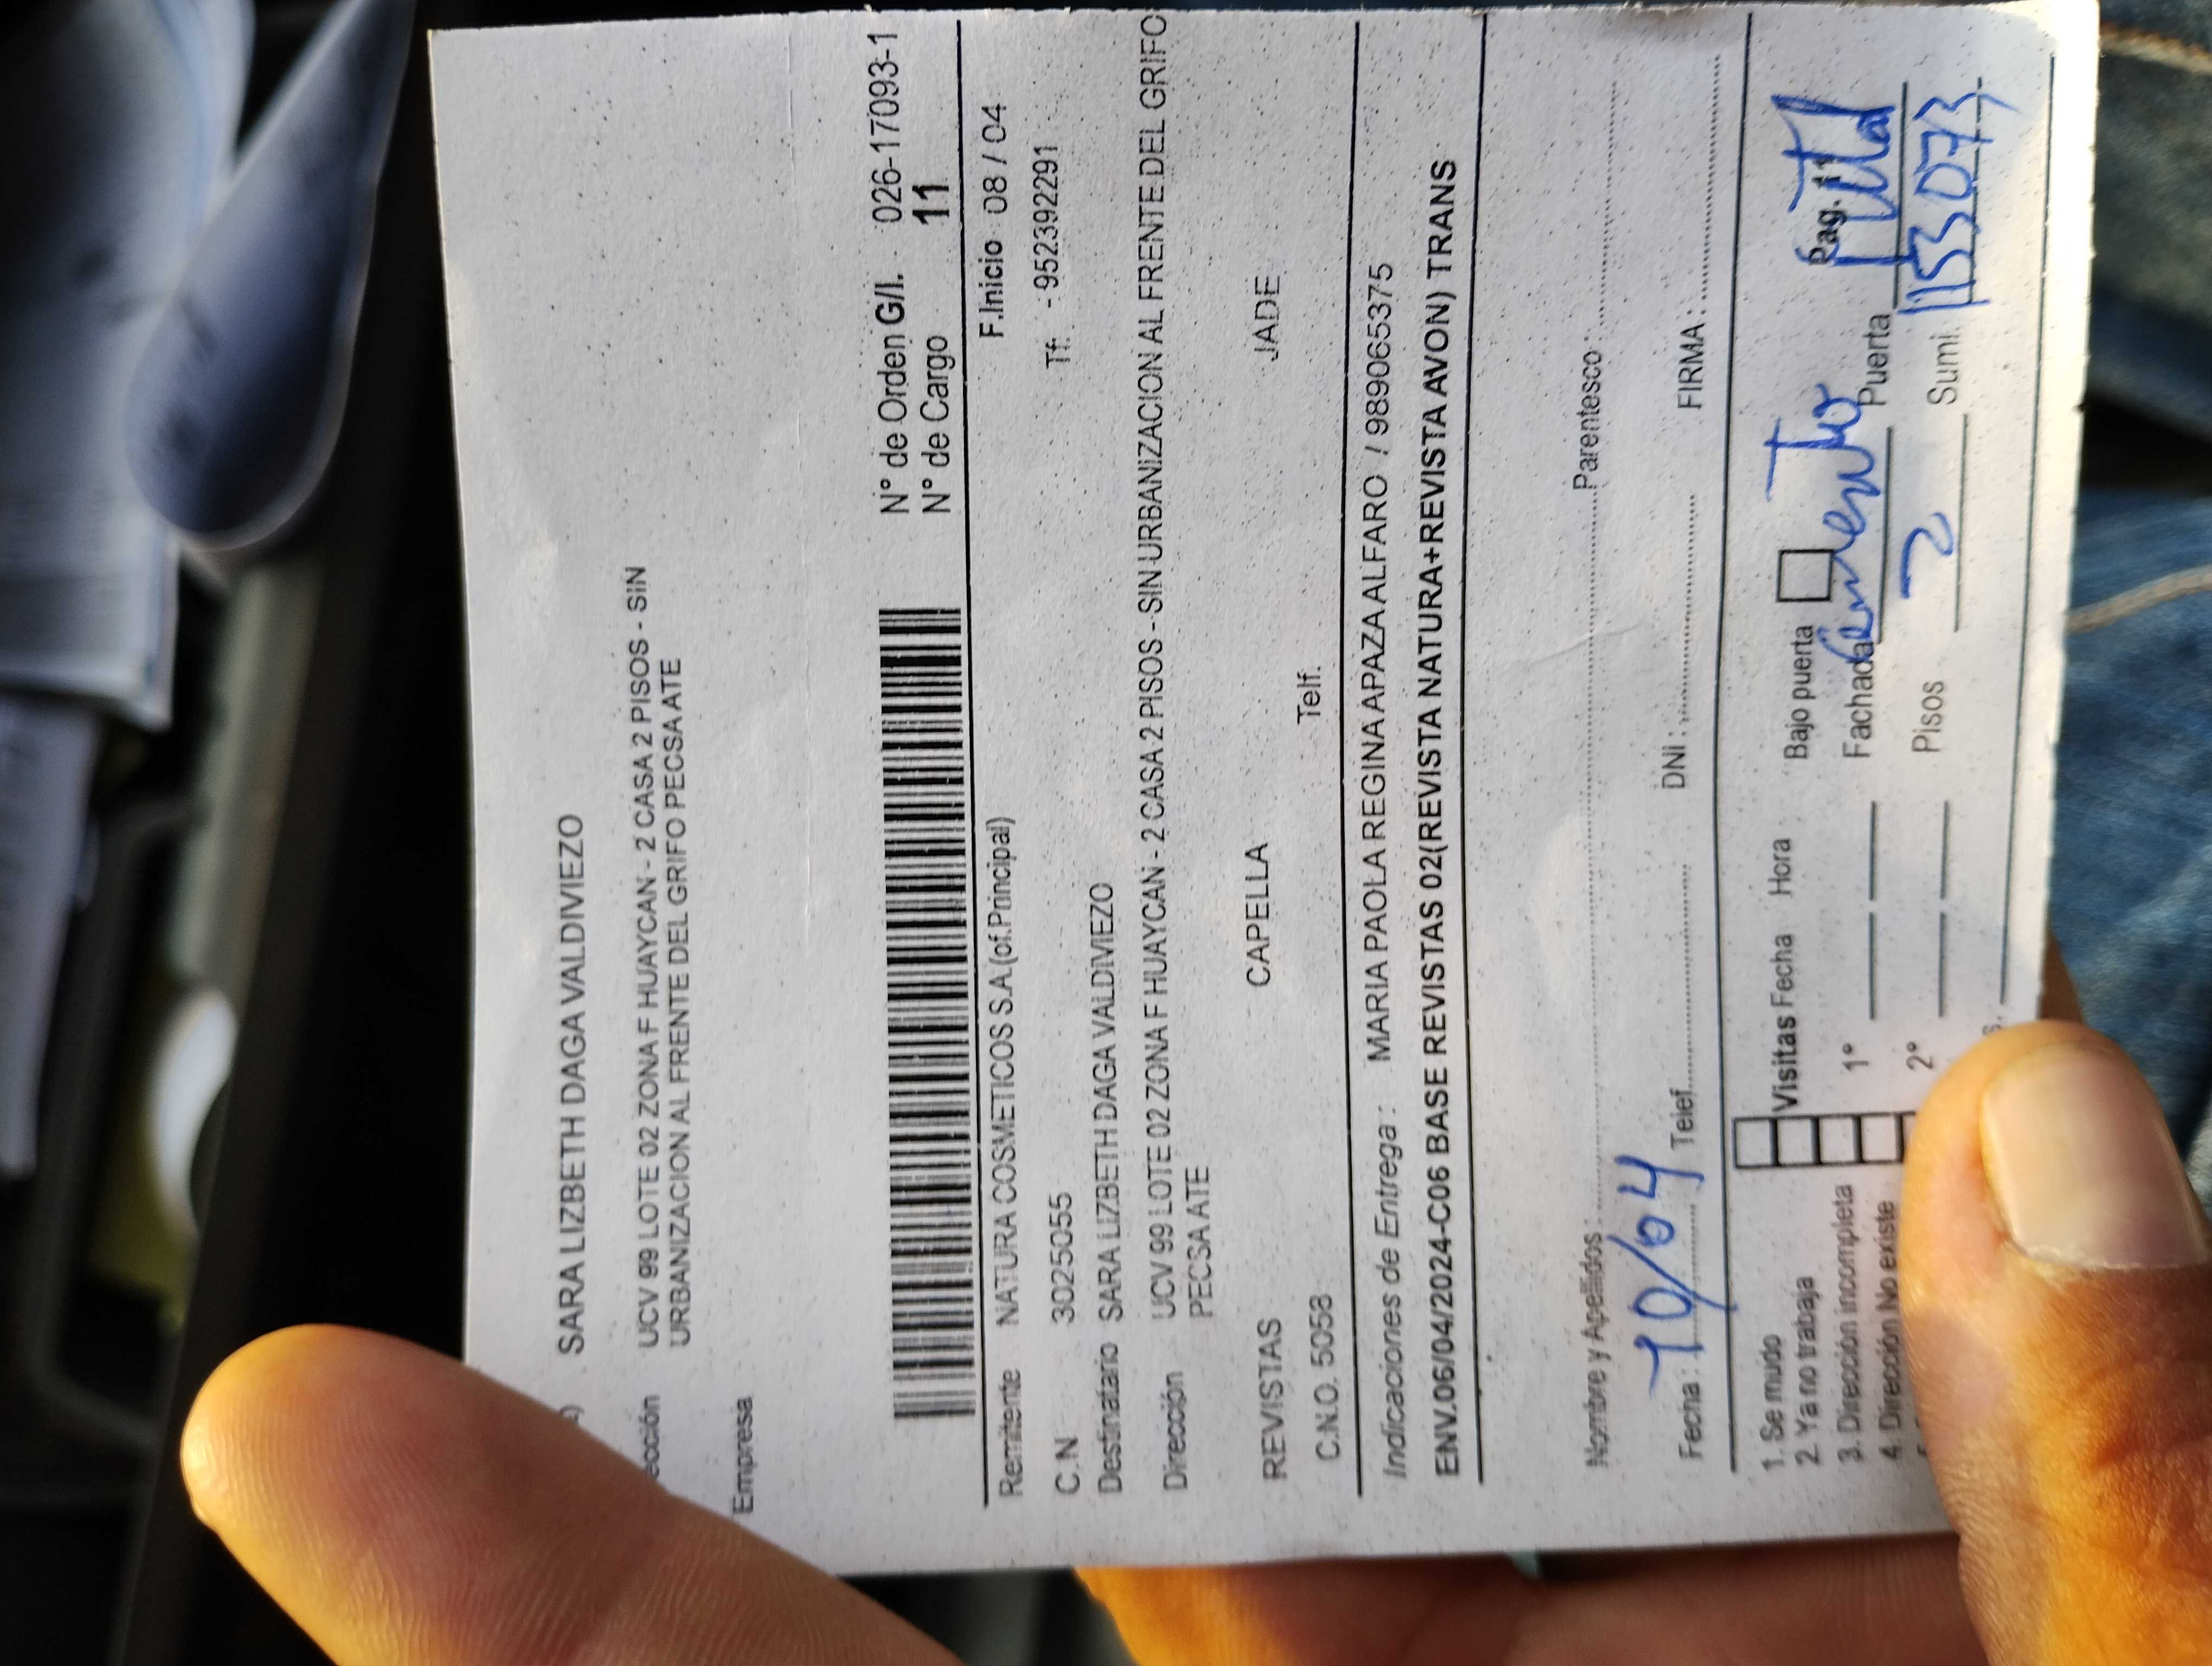 SARA LIZBETH DAGA VALDIVIEZO
ección UCV 99 LOTE 02 ZONA F HUAYCAN - 2 CASA 2 PISOS - SIN
URBANIZACION AL FRENTE DEL GRIFO PECSA ATE
Empresa
N° de Orden G/I. 026-17093-1
N° de Cargo 11
Remitente NATURA COSMETICOS S.A.(of.Principal) F.Inicio 08 / 04
C.N 3025055 Tf. - 952392291
Destinatario SARA LIZBETH DAGA VALDIVIEZO
Dirección UCV 99 LOTE 02 ZONA F HUAYCAN - 2 CASA 2 PISOS - SIN URBANIZACION AL FRENTE DEL GRIFO
PECSA ATE
REVISTAS CAPELLA JADE
C.N.O. 5058 Telf.
Indicaciones de Entrega : MARIA PAOLA REGINA APAZA ALFARO / 989065375
ENV.06/04/2024-C06 BASE REVISTAS 02(REVISTA NATURA+REVISTA AVON) TRANS
Nombre y Apellidos : Parentesco :
Fecha : 10/04 Telef. DNI : FIRMA :
1. Se mudo Visitas Fecha Hora Bajo puerta Pag. 11
2. Ya no trabaja
3. Dirección incompleta 1° Fachada Cemento Puerta Metal
4. Dirección No existe 2° Pisos 2 Sumi. 1153073
s.